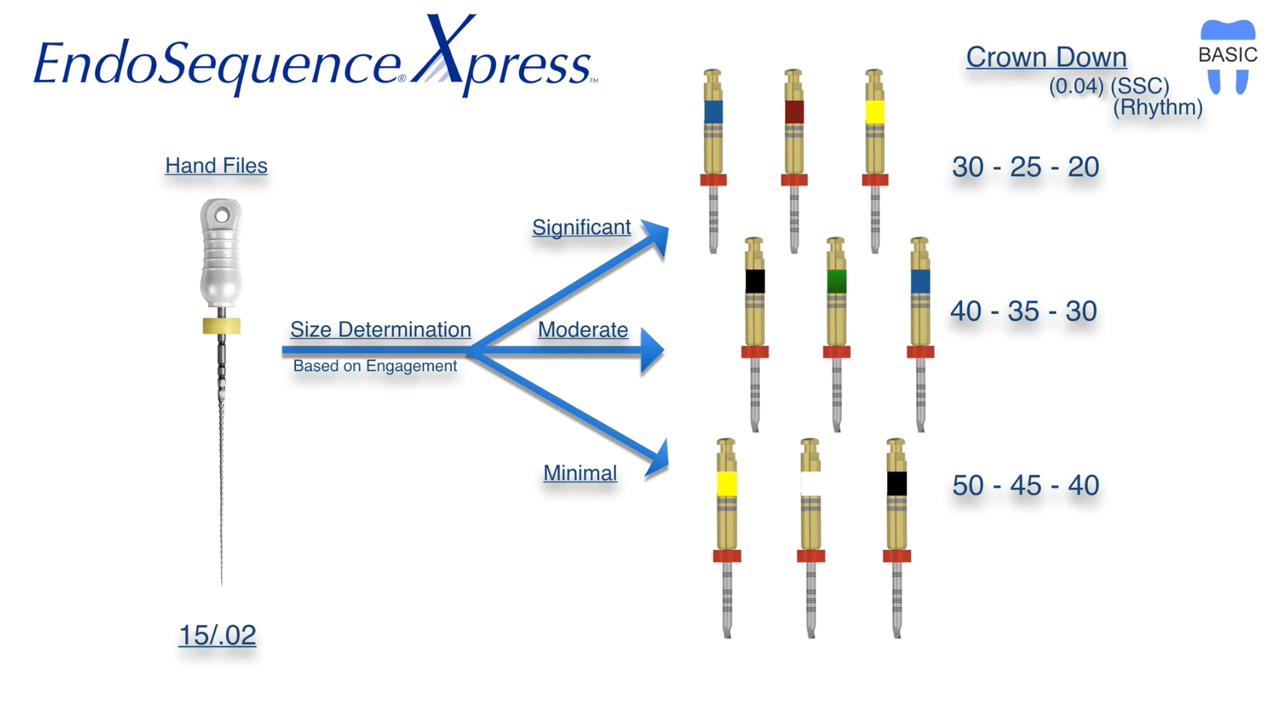 EndoSequence® Xpress™
BASIC
Crown Down
(0.04) (SSC)
(Rhythm)
Hand Files
30 - 25 - 20
Significant
Size Determination
Moderate
40 - 35 - 30
Based on Engagement
Minimal
50 - 45 - 40
15/.02